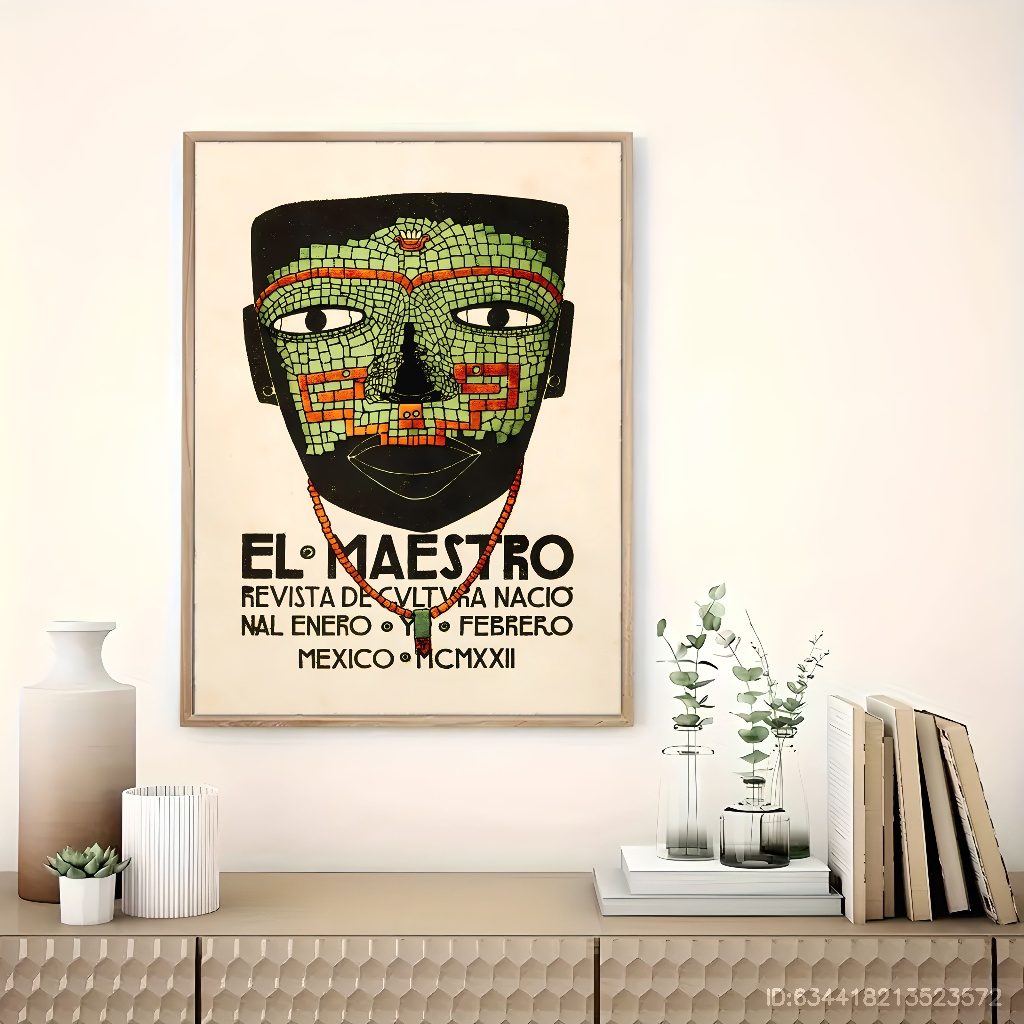 EL · MAESTRO
REVISTA DE CVLTVRA NACIO
NAL ENERO · Y · FEBRERO
MEXICO · MCMXXII
ID:634418213523572